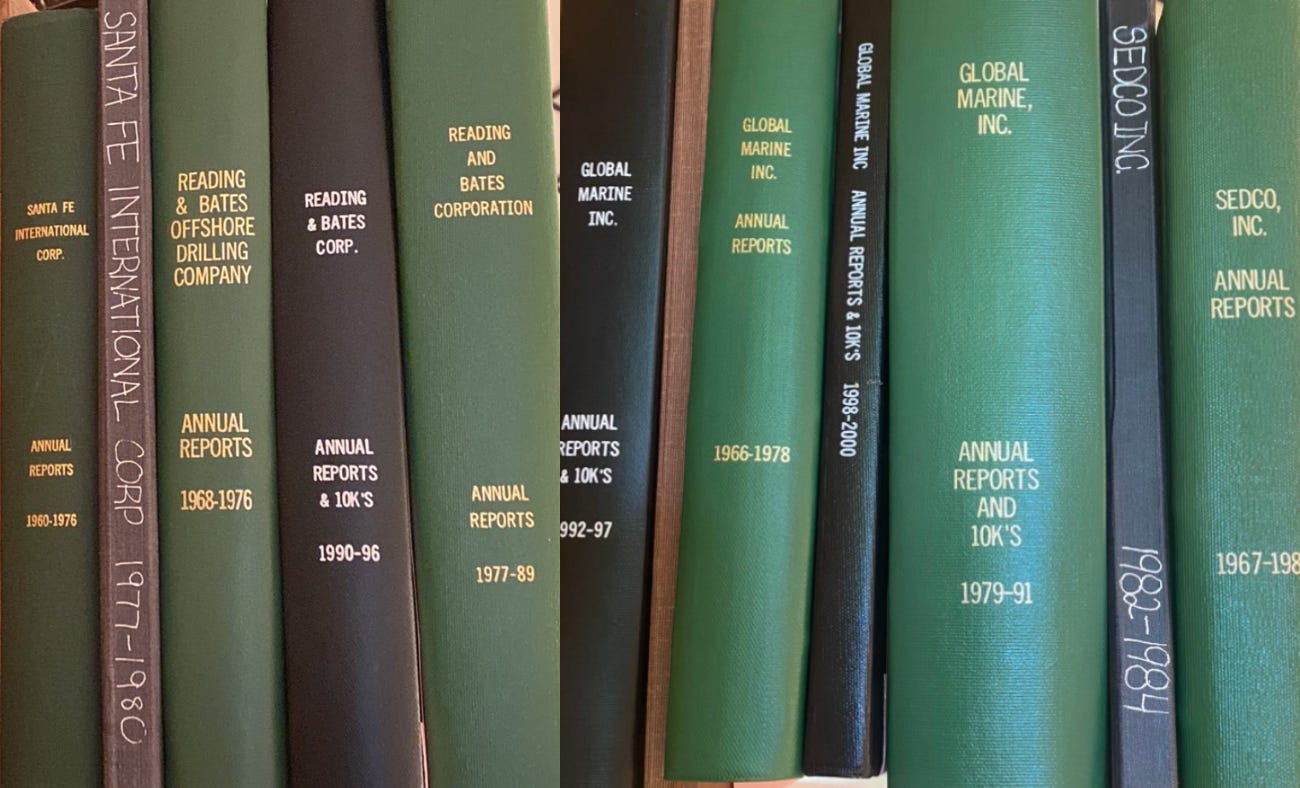 SANTA FE
INTERNATIONAL
CORP.
ANNUAL
REPORTS
1960-1976
SANTA FE INTERNATIONAL CORP 1977-1980
READING
& BATES
OFFSHORE
DRILLING
COMPANY
ANNUAL
REPORTS
1968-1976
READING
& BATES
CORP.
ANNUAL
REPORTS
& 10K'S
1990-96
READING
AND
BATES
CORPORATION
ANNUAL
REPORTS
1977-89
GLOBAL
MARINE
INC.
ANNUAL
REPORTS
& 10K'S
992-97
GLOBAL
MARINE
INC.
ANNUAL
REPORTS
1966-1978
GLOBAL MARINE INC ANNUAL REPORTS & 10K'S 1998-2000
GLOBAL
MARINE,
INC.
ANNUAL
REPORTS
AND
10K'S
1979-91
SEDCO INC. 1982-1984
SEDCO,
INC.
ANNUAL
REPORTS
1967-198